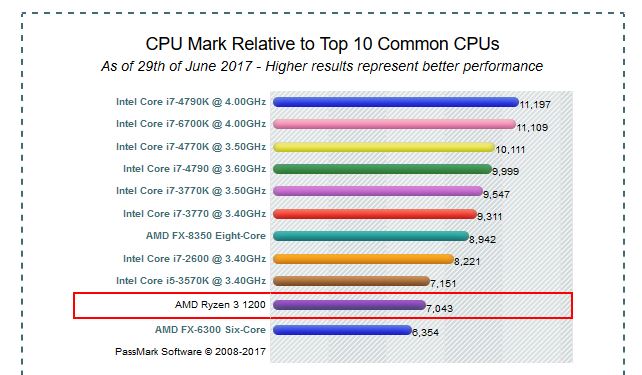 CPU Mark Relative to Top 10 Common CPUs
As of 29th of June 2017 - Higher results represent better performance
Intel Core i7-4790K @ 4.00GHz 11,197
Intel Core i7-6700K @ 4.00GHz 11,109
Intel Core i7-4770K @ 3.50GHz 10,111
Intel Core i7-4790 @ 3.60GHz 9,999
Intel Core i7-3770K @ 3.50GHz 9,547
Intel Core i7-3770 @ 3.40GHz 9,311
AMD FX-8350 Eight-Core 8,942
Intel Core i7-2600 @ 3.40GHz 8,221
Intel Core i5-3570K @ 3.40GHz 7,151
AMD Ryzen 3 1200 7,043
AMD FX-6300 Six-Core 6,354
PassMark Software © 2008-2017